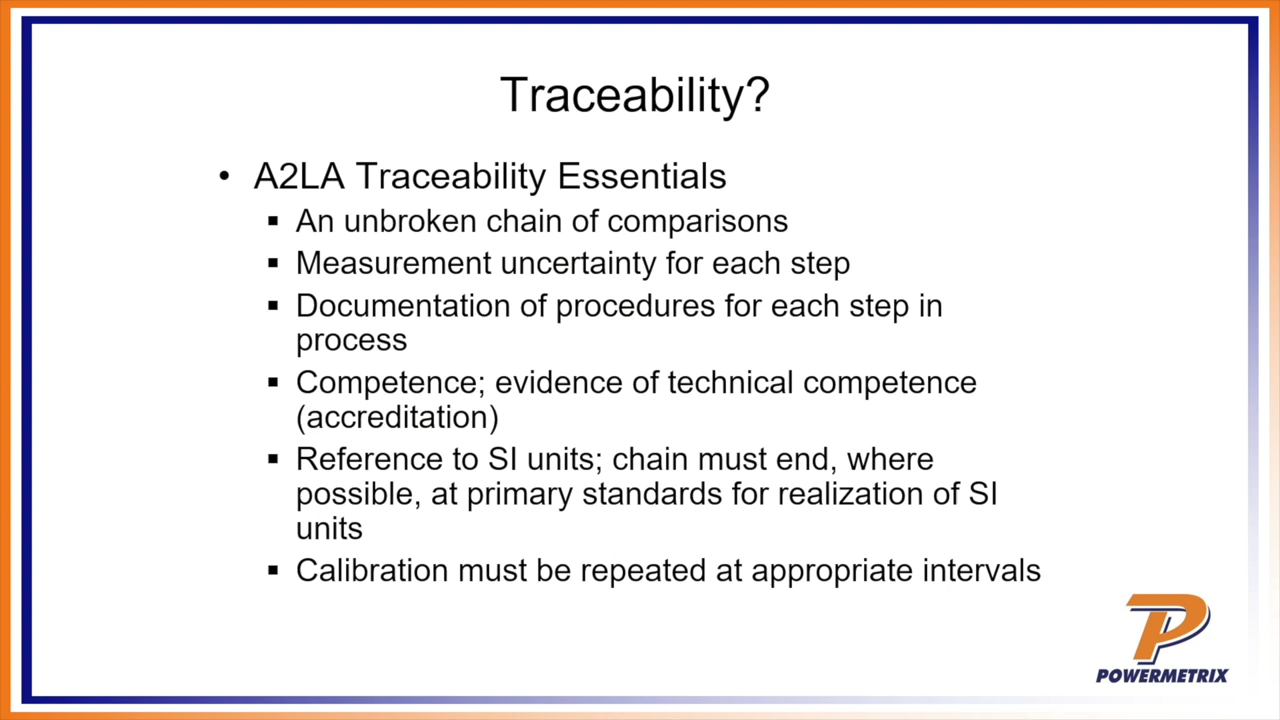 Traceability?
• A2LA Traceability Essentials
▪ An unbroken chain of comparisons
▪ Measurement uncertainty for each step
▪ Documentation of procedures for each step in
process
▪ Competence; evidence of technical competence
(accreditation)
▪ Reference to SI units; chain must end, where
possible, at primary standards for realization of SI
units
▪ Calibration must be repeated at appropriate intervals
P
POWERMETRIX